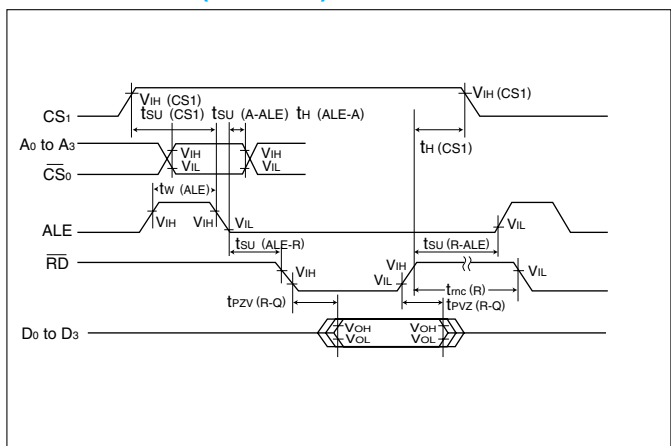 VIH (CS1)
VIH (CS1)
CS1
tSU (CS1) tSU (A-ALE) tH (ALE-A)
A0 to A3
VIH
VIH
tH (CS1)
CS0
VIL
VIL
tW (ALE)
ALE
VIH
VIH
VIL
VIL
tSU (ALE-R)
tSU (R-ALE)
RD
VIH
VIH
VIL
VIL
trnc (R)
tPZV (R-Q)
tPVZ (R-Q)
D0 to D3
VOH
VOH
VOL
VOL